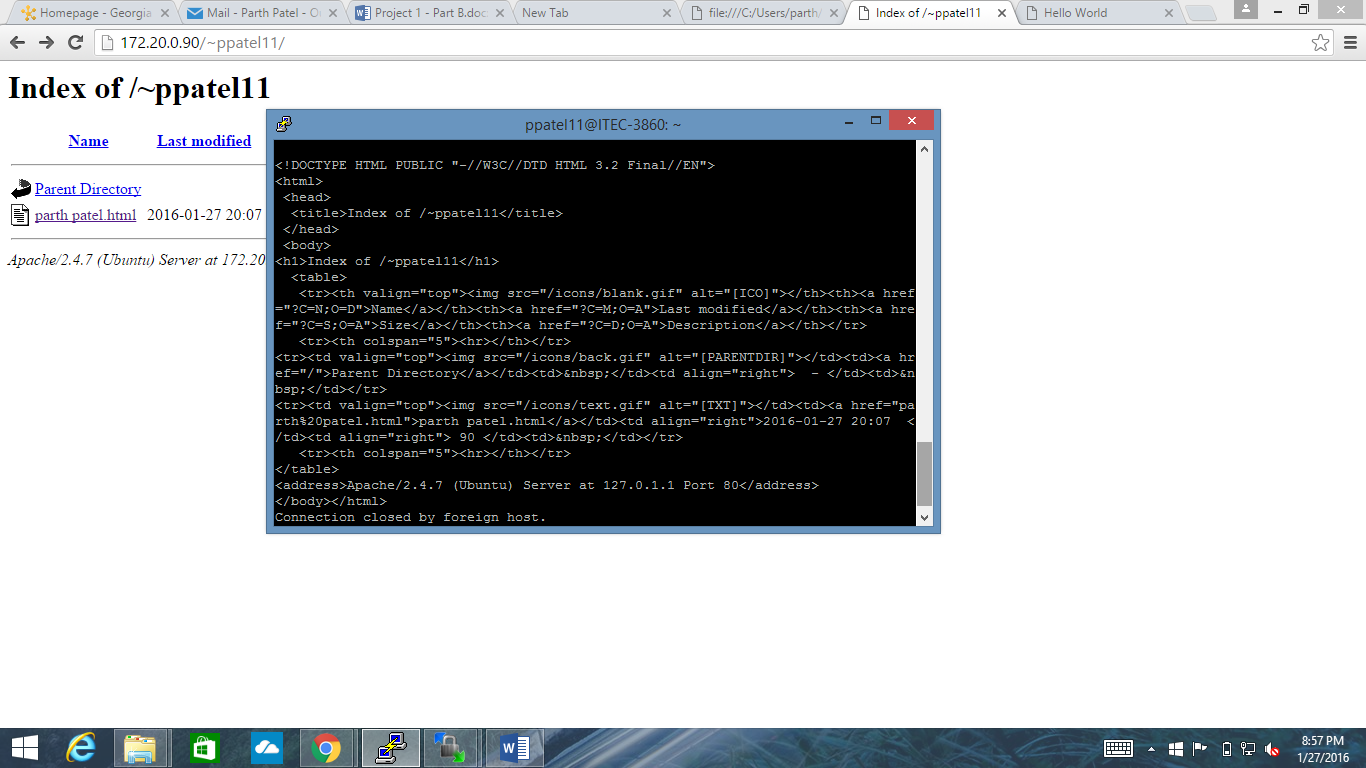 Homepage - Georgia
Mail - Parth Patel - Ou
Project 1 - Part B.docx
New Tab
file:///C:/Users/parth/
Index of /~ppatel11
Hello World
172.20.0.90/~ppatel11/
Index of /~ppatel11
Name Last modified
Parent Directory
parth patel.html 2016-01-27 20:07
Apache/2.4.7 (Ubuntu) Server at 172.20
ppatel11@ITEC-3860: ~
<!DOCTYPE HTML PUBLIC "-//W3C//DTD HTML 3.2 Final//EN">
<html>
 <head>
  <title>Index of /~ppatel11</title>
 </head>
 <body>
<h1>Index of /~ppatel11</h1>
  <table>
   <tr><th valign="top"><img src="/icons/blank.gif" alt="[ICO]"></th><th><a href
="?C=N;O=D">Name</a></th><th><a href="?C=M;O=A">Last modified</a></th><th><a hre
f="?C=S;O=A">Size</a></th><th><a href="?C=D;O=A">Description</a></th></tr>
   <tr><th colspan="5"><hr></th></tr>
<tr><td valign="top"><img src="/icons/back.gif" alt="[PARENTDIR]"></td><td><a hr
ef="/">Parent Directory</a></td><td>&nbsp;</td><td align="right">  - </td><td>&n
bsp;</td></tr>
<tr><td valign="top"><img src="/icons/text.gif" alt="[TXT]"></td><td><a href="pa
rth%20patel.html">parth patel.html</a></td><td align="right">2016-01-27 20:07  <
/td><td align="right"> 90 </td><td>&nbsp;</td></tr>
   <tr><th colspan="5"><hr></th></tr>
</table>
<address>Apache/2.4.7 (Ubuntu) Server at 127.0.1.1 Port 80</address>
</body></html>
Connection closed by foreign host.
8:57 PM
1/27/2016